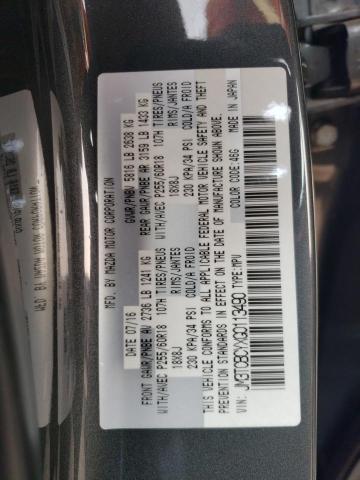 MFD. BY MAZDA MOTOR CORPORATION
DATE 07/16 GVWR/PNBU 5816 LB 2638 KG
FRONT GAWR/PNBE AV 2736 LB 1241 KG REAR GAWR/PNBE AR 3159 LB 1433 KG
WITH/AVEC P255/60R18 107H TIRES/PNEUS WITH/AVEC P255/60R18 107H TIRES/PNEUS
18X8J RIMS/JANTES 18X8J RIMS/JANTES
230 KPA/34 PSI COLD/A FROID 230 KPA/34 PSI COLD/A FROID
THIS VEHICLE CONFORMS TO ALL APPLICABLE FEDERAL MOTOR VEHICLE SAFETY AND THEFT
PREVENTION STANDARDS IN EFFECT ON THE DATE OF MANUFACTURE SHOWN ABOVE.
VIN: JM3TCBCYXG0113490 TYPE:MPV COLOR CODE:46G MADE IN JAPAN